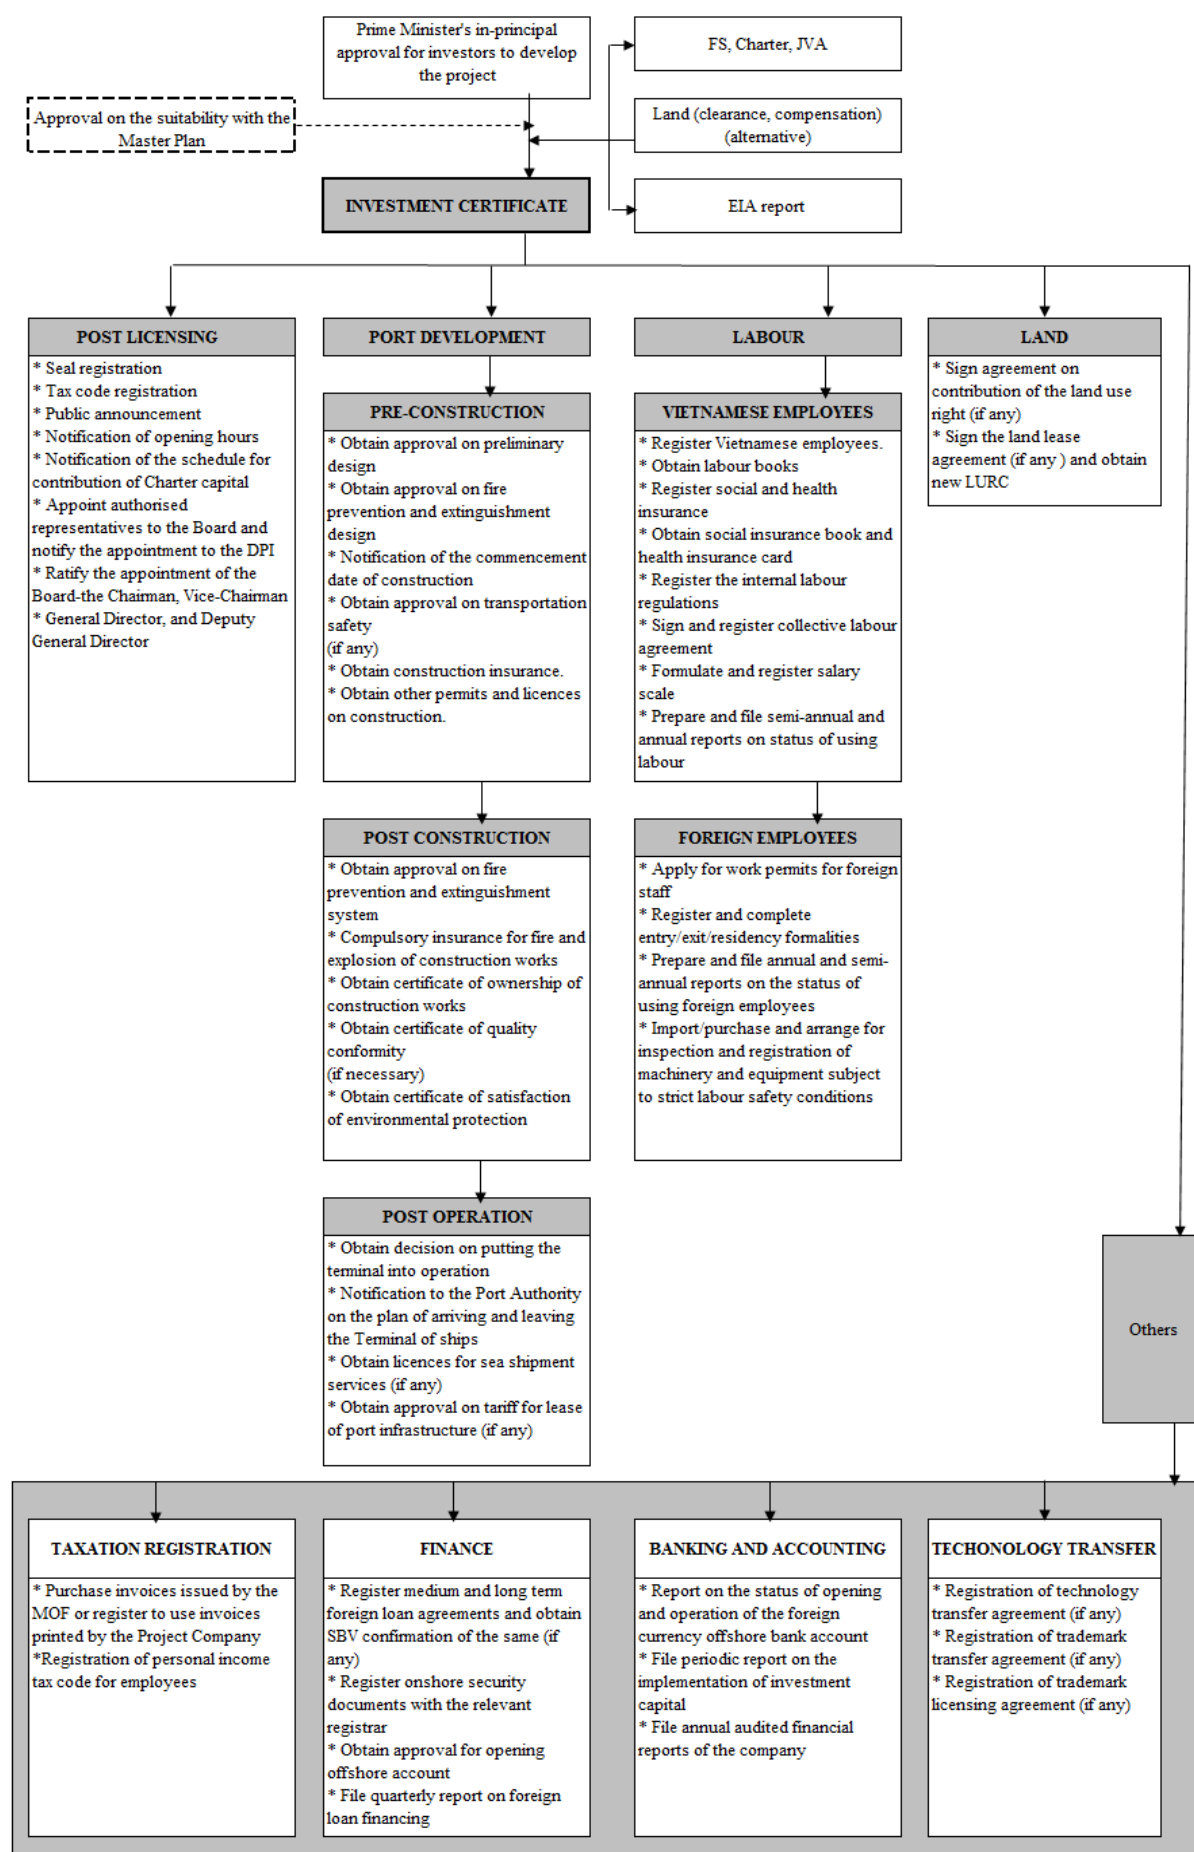 Prime Minister's in-principal
approval for investors to develop
the project
FS, Charter, JVA
Approval on the suitability with the
Master Plan
Land (clearance, compensation)
(alternative)
INVESTMENT CERTIFICATE
EIA report
POST LICENSING
* Seal registration
* Tax code registration
* Public announcement
* Notification of opening hours
* Notification of the schedule for
contribution of Charter capital
* Appoint authorised
representatives to the Board and
notify the appointment to the DPI
* Ratify the appointment of the
Board-the Chairman, Vice-Chairman
* General Director, and Deputy
General Director
PORT DEVELOPMENT
PRE-CONSTRUCTION
* Obtain approval on preliminary
design
* Obtain approval on fire
prevention and extinguishment
design
* Notification of the commencement
date of construction
* Obtain approval on transportation
safety
(if any)
* Obtain construction insurance.
* Obtain other permits and licences
on construction.
POST CONSTRUCTION
* Obtain approval on fire
prevention and extinguishment
system
* Compulsory insurance for fire and
explosion of construction works
* Obtain certificate of ownership of
construction works
* Obtain certificate of quality
conformity
(if necessary)
* Obtain certificate of satisfaction
of environmental protection
POST OPERATION
* Obtain decision on putting the
terminal into operation
* Notification to the Port Authority
on the plan of arriving and leaving
the Terminal of ships
* Obtain licences for sea shipment
services (if any)
* Obtain approval on tariff for lease
of port infrastructure (if any)
LABOUR
VIETNAMESE EMPLOYEES
* Register Vietnamese employees.
* Obtain labour books
* Register social and health
insurance
* Obtain social insurance book and
health insurance card
* Register the internal labour
regulations
* Sign and register collective labour
agreement
* Formulate and register salary
scale
* Prepare and file semi-annual and
annual reports on status of using
labour
FOREIGN EMPLOYEES
* Apply for work permits for foreign
staff
* Register and complete
entry/exit/residency formalities
* Prepare and file annual and semi-
annual reports on the status of
using foreign employees
* Import/purchase and arrange for
inspection and registration of
machinery and equipment subject
to strict labour safety conditions
LAND
* Sign agreement on
contribution of the land use
right (if any)
* Sign the land lease
agreement (if any ) and obtain
new LURC
Others
TAXATION REGISTRATION
* Purchase invoices issued by the
MOF or register to use invoices
printed by the Project Company
*Registration of personal income
tax code for employees
FINANCE
* Register medium and long term
foreign loan agreements and obtain
SBV confirmation of the same (if
any)
* Register onshore security
documents with the relevant
registrar
* Obtain approval for opening
offshore account
* File quarterly report on foreign
loan financing
BANKING AND ACCOUNTING
* Report on the status of opening
and operation of the foreign
currency offshore bank account
* File periodic report on the
implementation of investment
capital
* File annual audited financial
reports of the company
TECHONOLOGY TRANSFER
* Registration of technology
transfer agreement (if any)
* Registration of trademark
transfer agreement (if any)
* Registration of trademark
licensing agreement (if any)